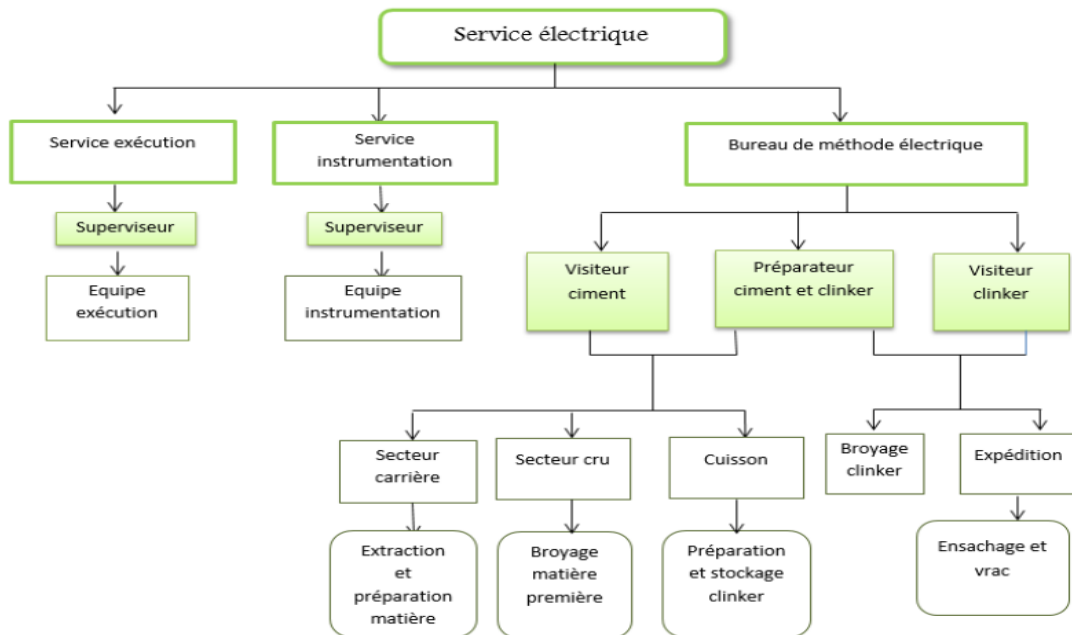 Service électrique
Service exécution
Service
instrumentation
Bureau de méthode électrique
Superviseur
Superviseur
Equipe
exécution
Equipe
instrumentation
Visiteur
ciment
Préparateur
ciment et clinker
Visiteur
clinker
Secteur
carrière
Secteur cru
Cuisson
Broyage
clinker
Expédition
Extraction
et
préparation
matière
Broyage
matière
première
Préparation
et stockage
clinker
Ensachage et
vrac